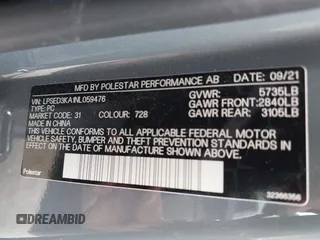 MFD BY POLESTAR PERFORMANCE AB DATE: 09/21
VIN: LPSED3KA1NL059476 GVWR: 5735LB
TYPE: PC GAWR FRONT:2840LB
MARKET CODE: 31 COLOUR: 728 GAWR REAR: 3105LB
MADE IN CHINA
THIS VEHICLE CONFORMS TO ALL APPLICABLE FEDERAL MOTOR
VEHICLE SAFETY, BUMPER AND THEFT PREVENTION STANDARDS
IN EFFECT ON THE DATE OF MANUFACTURE SHOWN ABOVE
Polestar
32366366
DREAMBID